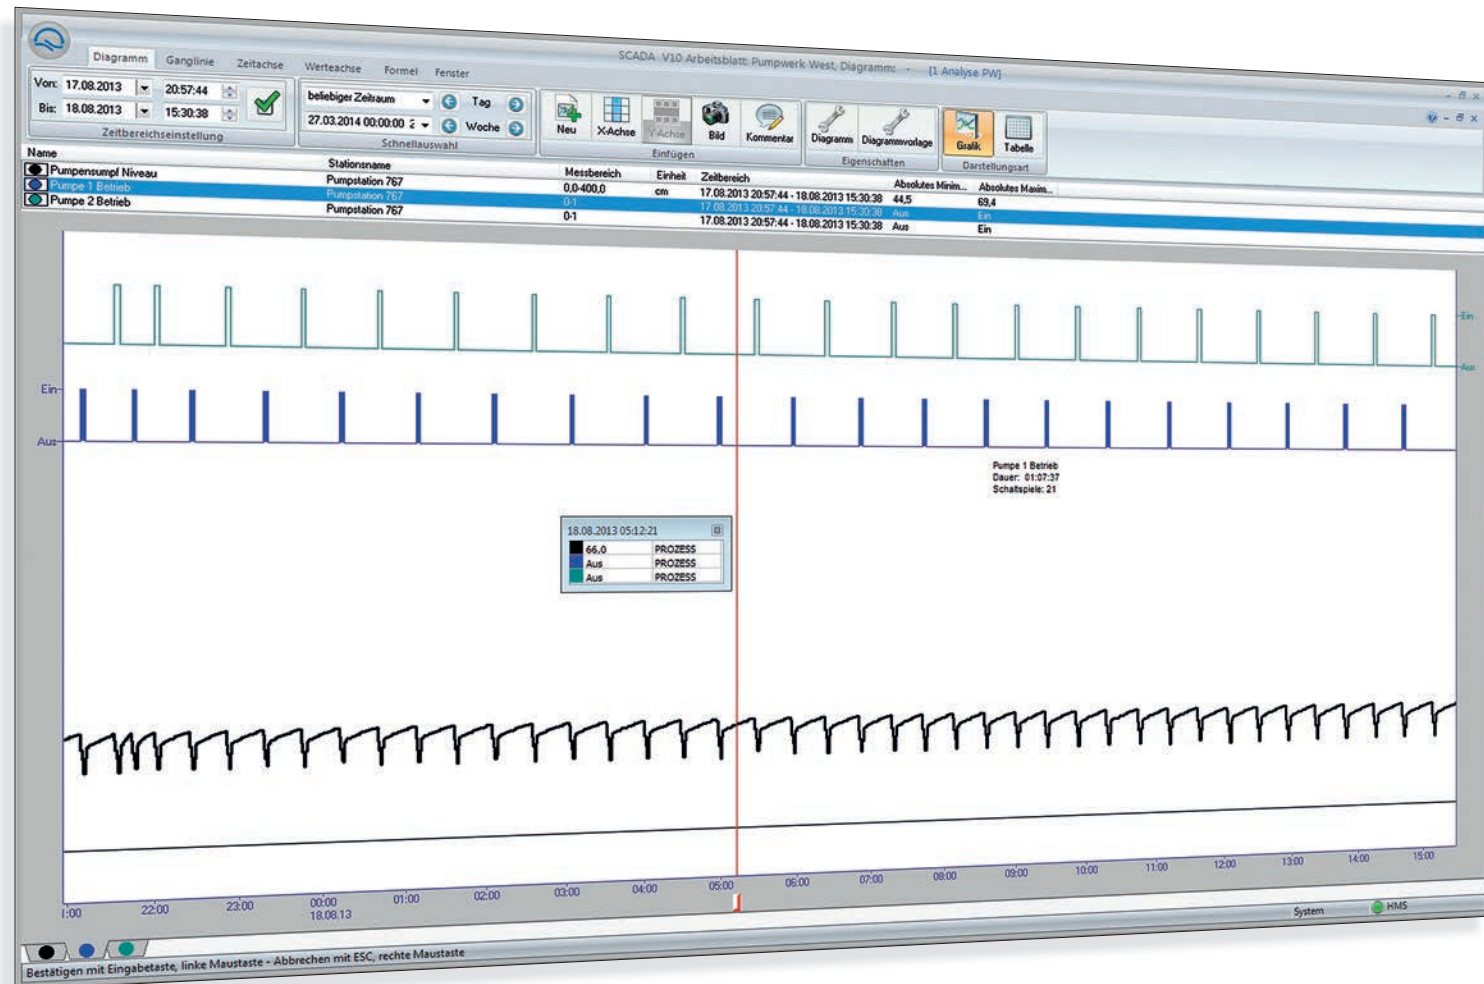 SCADA V10 Arbeitsblatt: Pumpwerk West, Diagramm: - [1 Analyse PW]
Diagramm Ganglinie Zeitachse Werteachse Formel Fenster
Von: 17.08.2013 20:57:44
Bis: 18.08.2013 15:30:38
Zeitbereichseinstellung
beliebiger Zeitraum Tag
27.03.2014 00:00:00 2 Woche
Schnellauswahl
Neu X-Achse Y-Achse Bild Kommentar
Einfügen
Diagramm Diagrammvorlage
Eigenschaften
Grafik Tabelle
Darstellungsart
Name Stationsname Messbereich Einheit Zeitbereich Absolutes Minim... Absolutes Maxim...
Pumpensumpf Niveau Pumpstation 767 0,0-400,0 cm 17.08.2013 20:57:44 - 18.08.2013 15:30:38 44,5 69,4
Pumpe 1 Betrieb Pumpstation 767 0-1 17.08.2013 20:57:44 - 18.08.2013 15:30:38 Aus Ein
Pumpe 2 Betrieb Pumpstation 767 0-1 17.08.2013 20:57:44 - 18.08.2013 15:30:38 Aus Ein
Ein
Aus
Ein
Aus
Pumpe 1 Betrieb
Dauer: 01:07:37
Schaltspiele: 21
18.08.2013 05:12:21
66,0 PROZESS
Aus PROZESS
Aus PROZESS
1:00 22:00 23:00 00:00 01:00 02:00 03:00 04:00 05:00 06:00 07:00 08:00 09:00 10:00 11:00 12:00 13:00 14:00 15:00
18.08.13
System HMS
Bestätigen mit Eingabetaste, linke Maustaste - Abbrechen mit ESC, rechte Maustaste